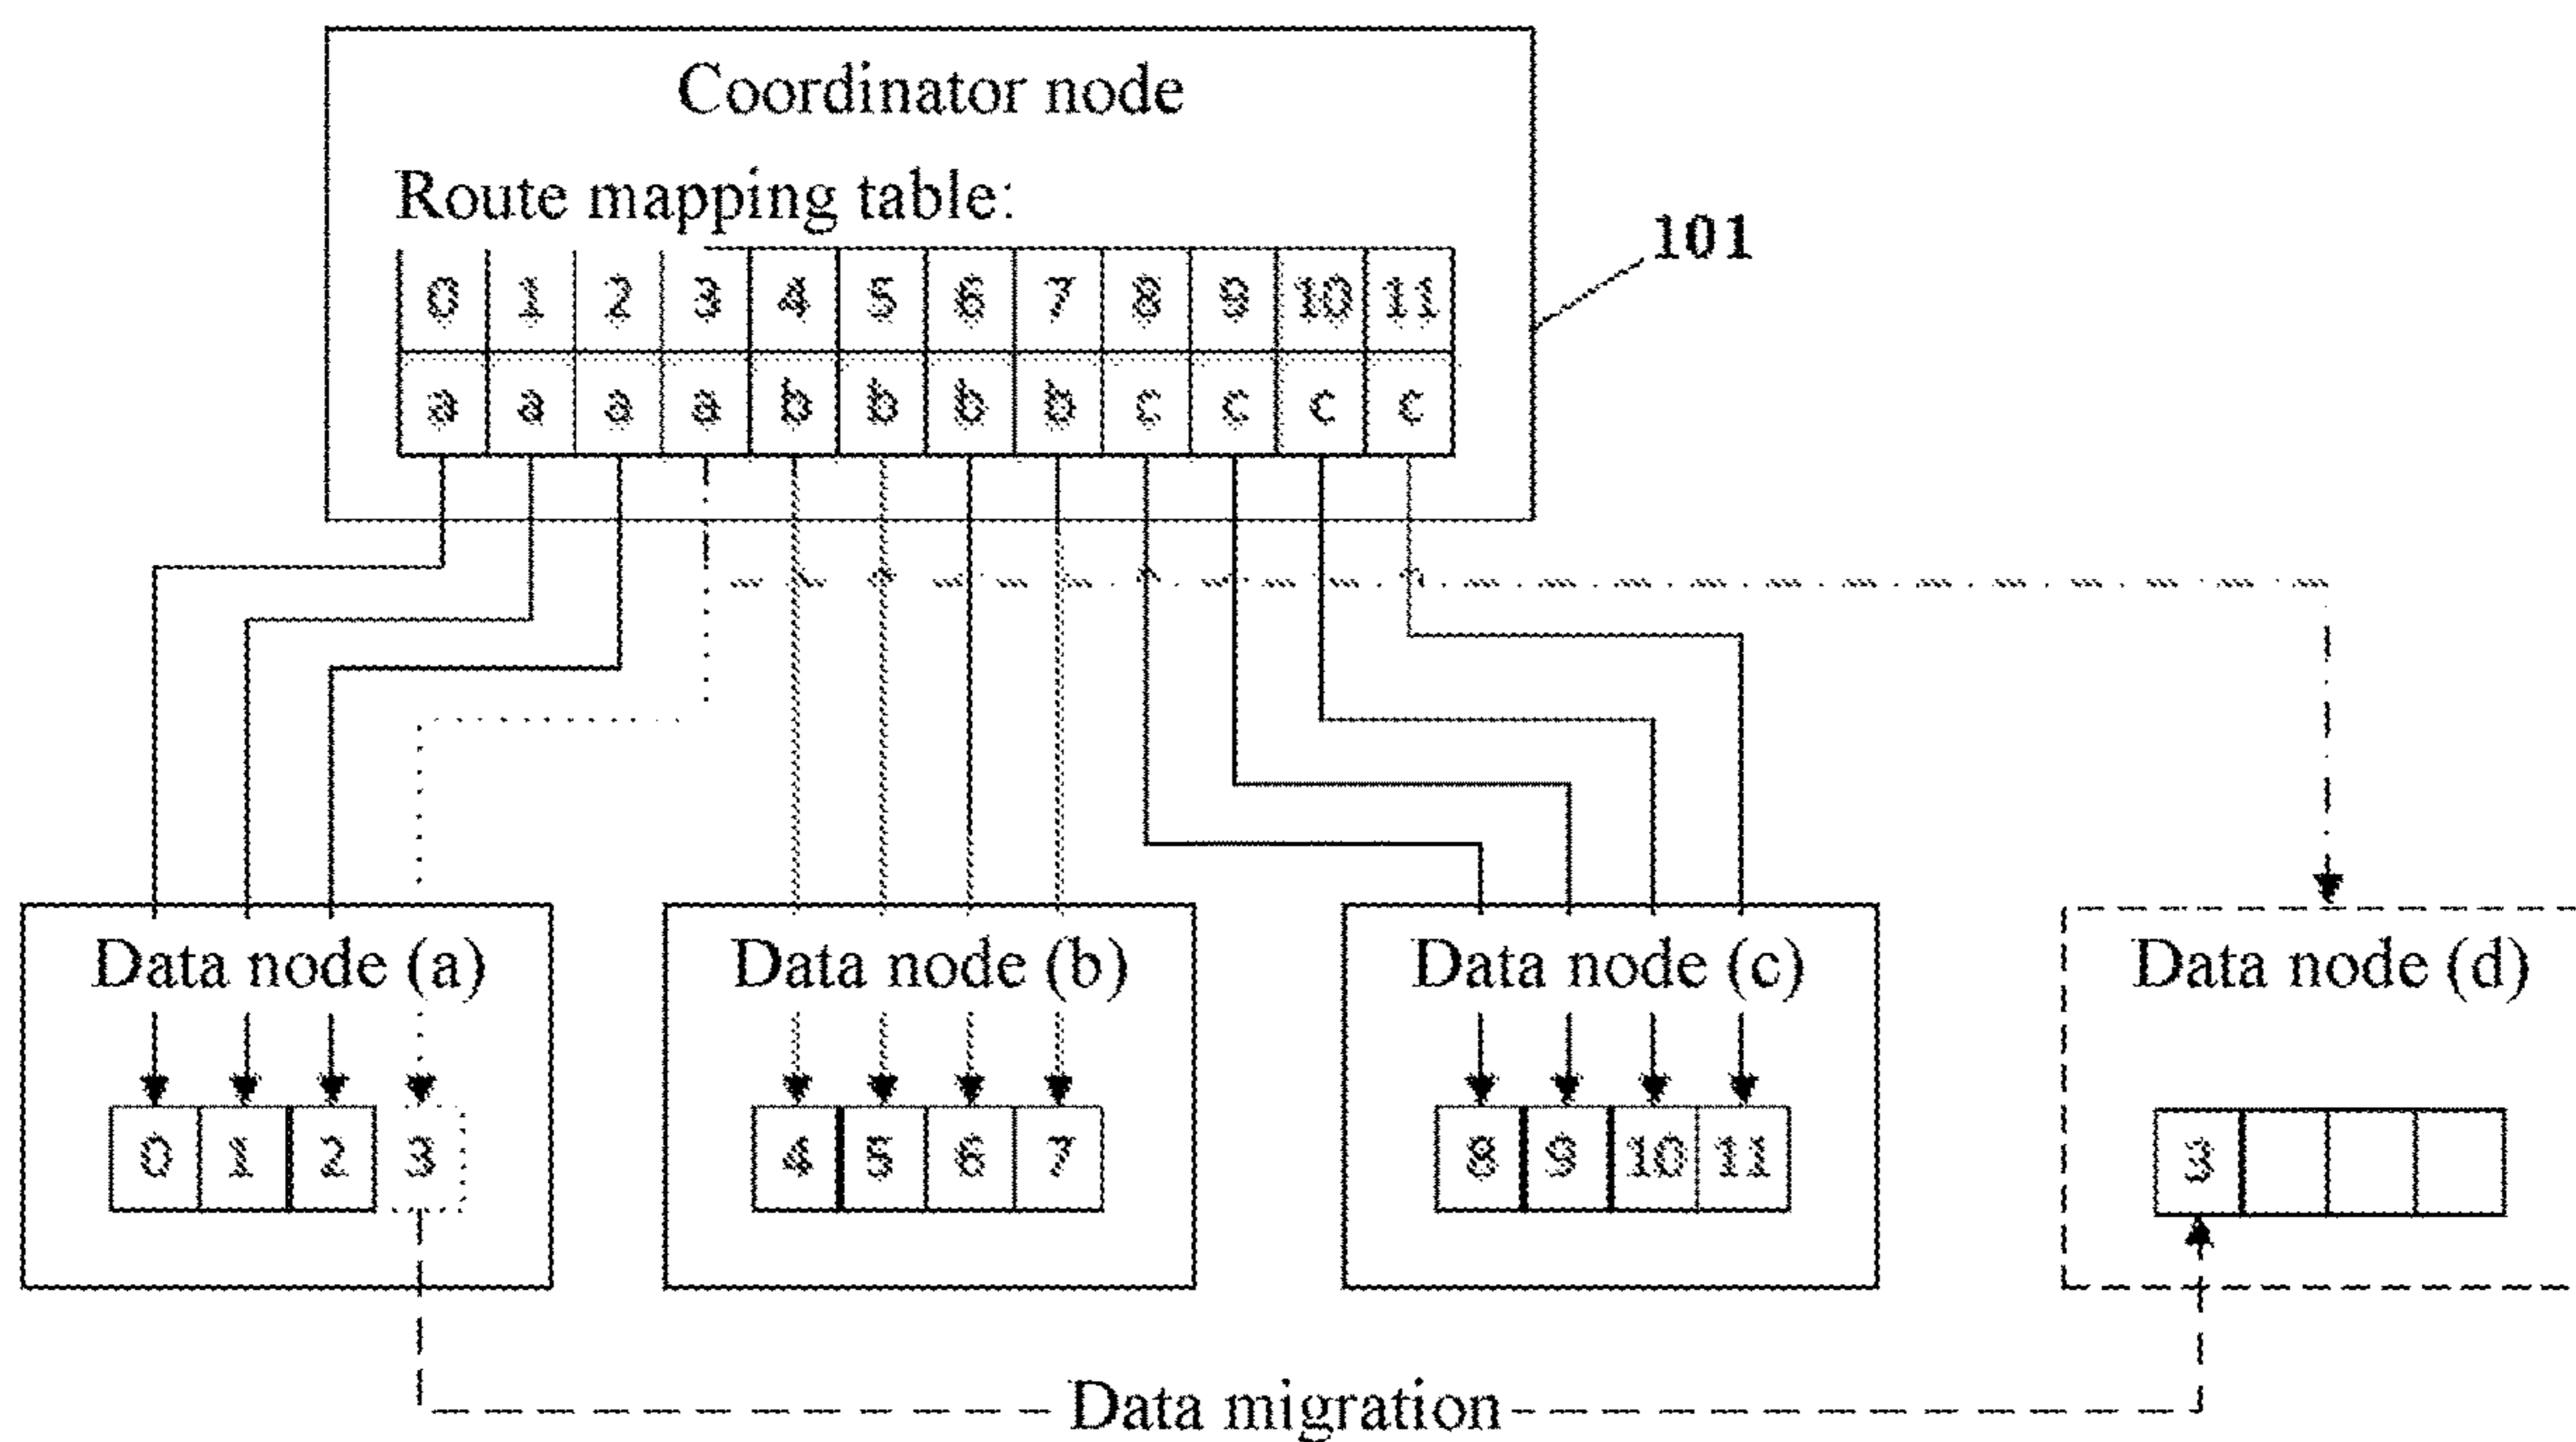 Coordinator node
Route mapping table:
101
0 1 2 3 4 5 6 7 8 9 10 11
a a a a b b b b c c c c
Data node (a) Data node (b) Data node (c) Data node (d)
0 1 2 3 4 5 6 7 8 9 10 11 3
Data migration